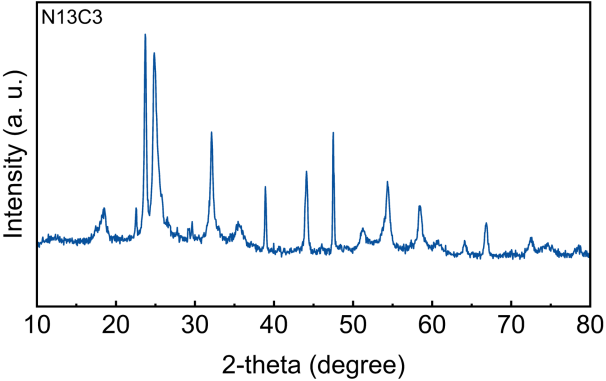 N13C3
Intensity (a. u.)
10 20 30 40 50 60 70 80
2-theta (degree)